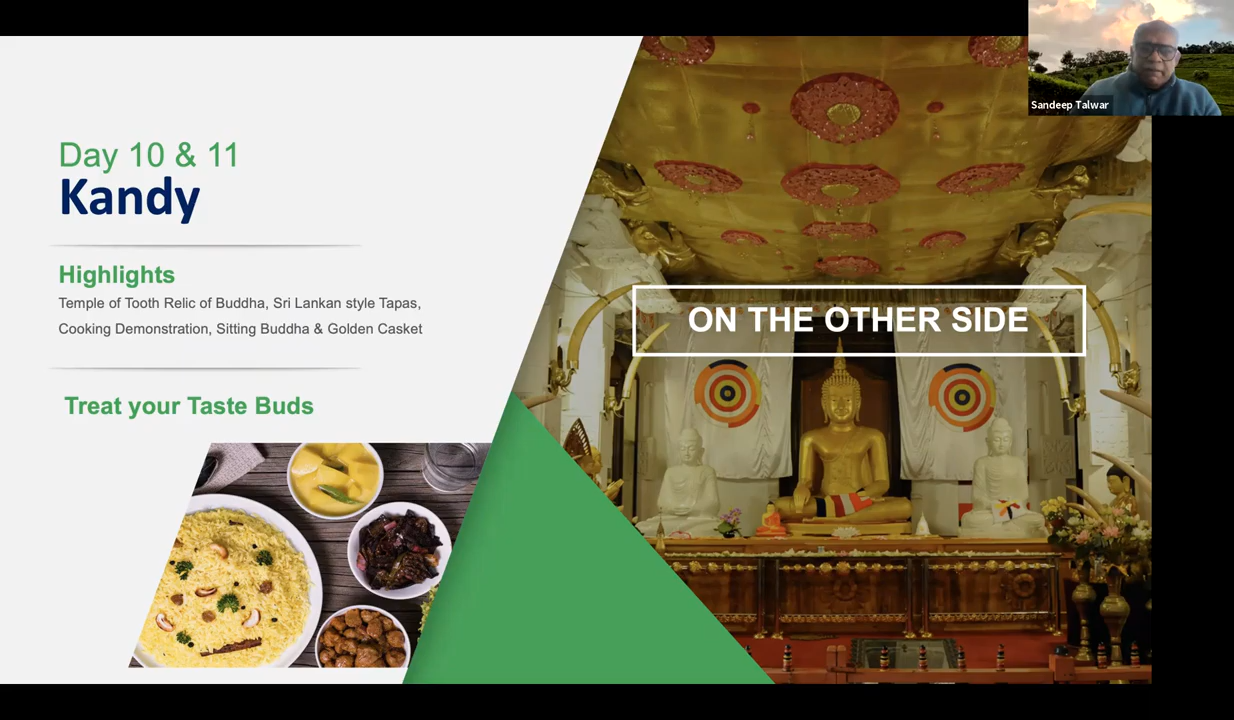 Day 10 & 11
Kandy
Highlights
Temple of Tooth Relic of Buddha, Sri Lankan style Tapas,
Cooking Demonstration, Sitting Buddha & Golden Casket
Treat your Taste Buds
ON THE OTHER SIDE
Sandeep Talwar